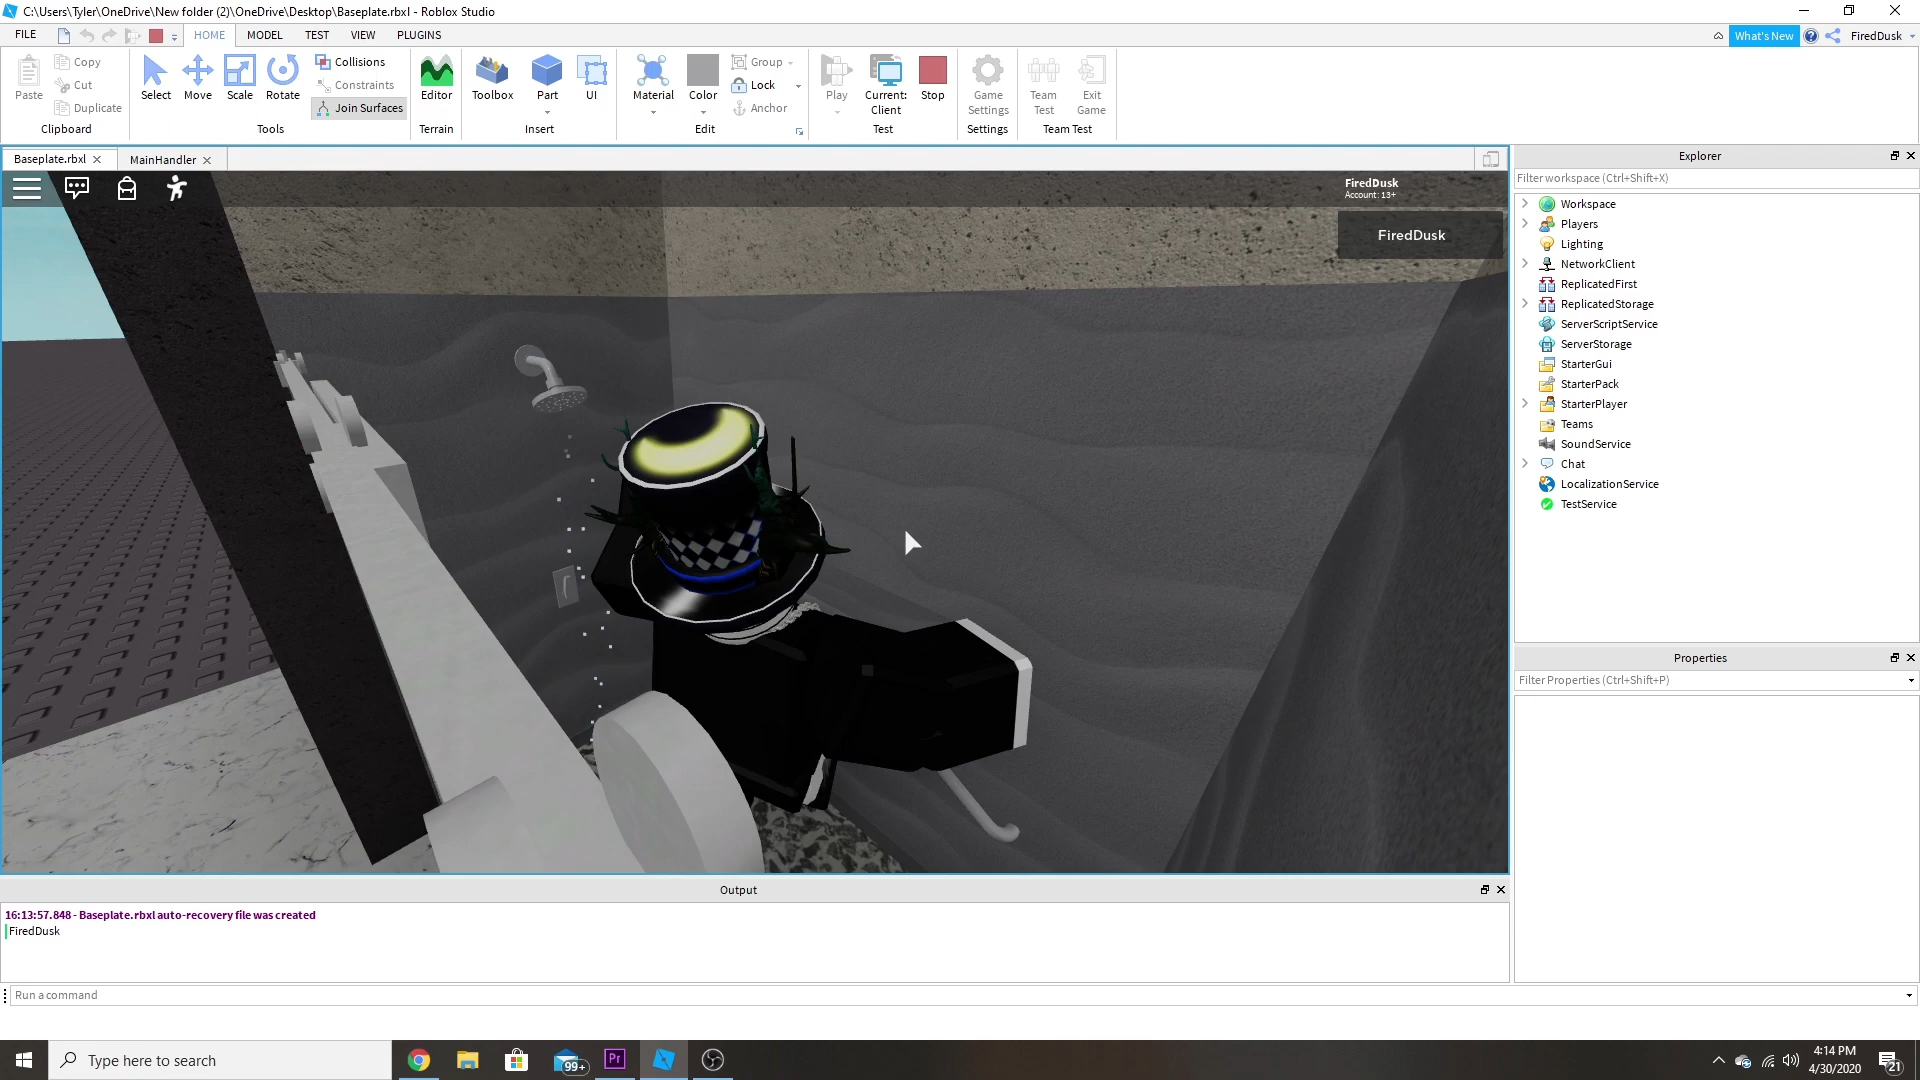 C:\Users\Tyler\OneDrive\New folder (2)\OneDrive\Desktop\Baseplate.rbxl - Roblox Studio
FILE HOME MODEL TEST VIEW PLUGINS What's New FiredDusk
Paste Copy Cut Duplicate
Clipboard
Select Move Scale Rotate Collisions Constraints Join Surfaces
Tools
Editor
Terrain
Toolbox Part UI
Insert
Material Color Group Lock Anchor
Edit
Play Current: Client Stop
Test
Game Settings
Settings
Team Test Exit Game
Team Test
Baseplate.rbxl MainHandler
FiredDusk
Account: 13+
FiredDusk
Explorer
Filter workspace (Ctrl+Shift+X)
Workspace
Players
Lighting
NetworkClient
ReplicatedFirst
ReplicatedStorage
ServerScriptService
ServerStorage
StarterGui
StarterPack
StarterPlayer
Teams
SoundService
Chat
LocalizationService
TestService
Properties
Filter Properties (Ctrl+Shift+P)
Output
16:13:57.848 - Baseplate.rbxl auto-recovery file was created
FiredDusk
Run a command
Type here to search
99+
Pr
4:14 PM
4/30/2020
21